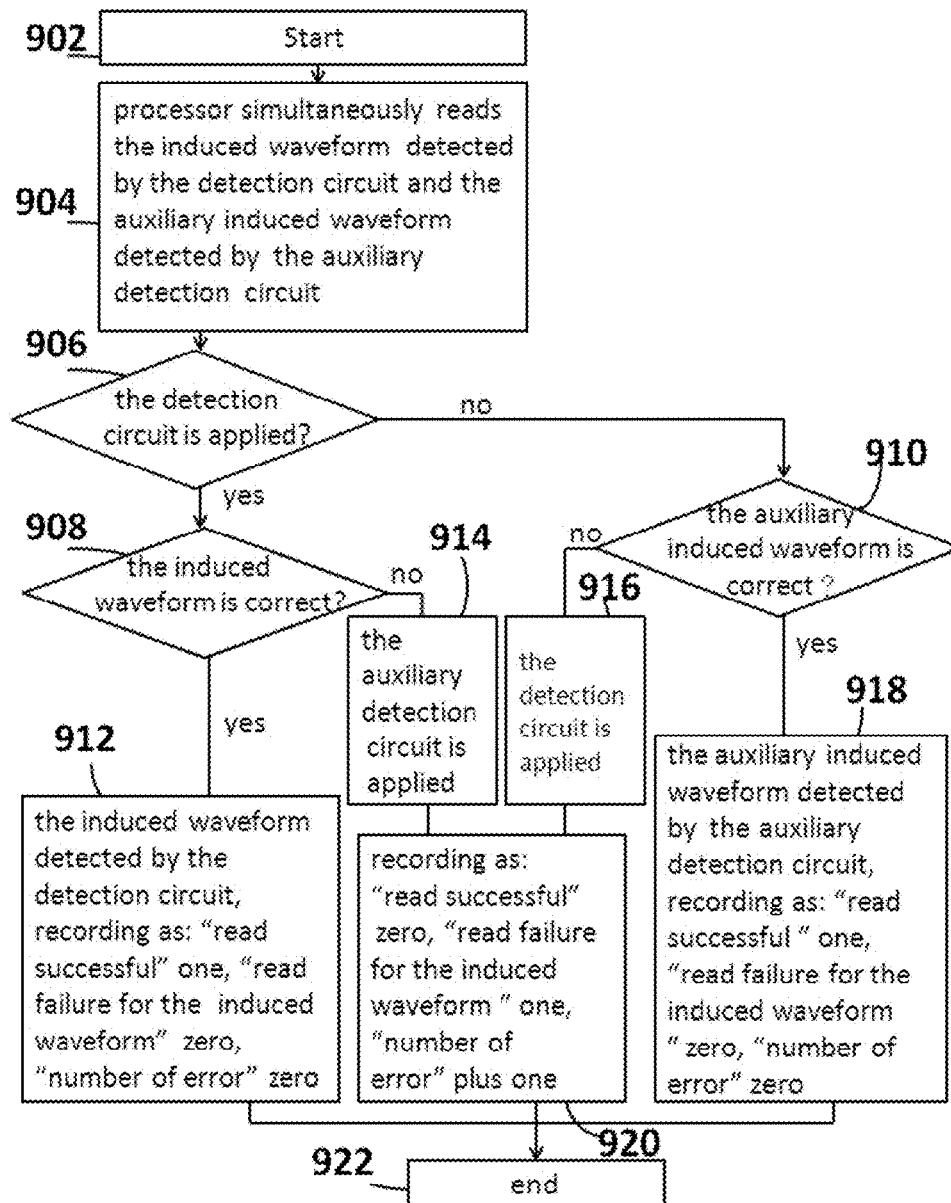 902
Start
904
processor simultaneously reads
the induced waveform detected
by the detection circuit and the
auxiliary induced waveform
detected by the auxiliary
detection circuit
906
the detection
circuit is applied?
no
yes
910
the auxiliary
induced waveform is
correct ?
no
yes
908
the induced
waveform is correct?
no
yes
914
the
auxiliary
detection
circuit is
applied
916
the
detection
circuit is
applied
912
the induced waveform
detected by the
detection circuit,
recording as: “read
successful” one, “read
failure for the induced
waveform” zero,
“number of error” zero
recording as:
“read successful”
zero, “read failure
for the induced
waveform ” one,
“number of
error” plus one
920
918
the auxiliary induced
waveform detected
by the auxiliary
detection circuit,
recording as: “read
successful ” one,
“read failure for the
induced waveform
” zero, “number of
error” zero
922
end